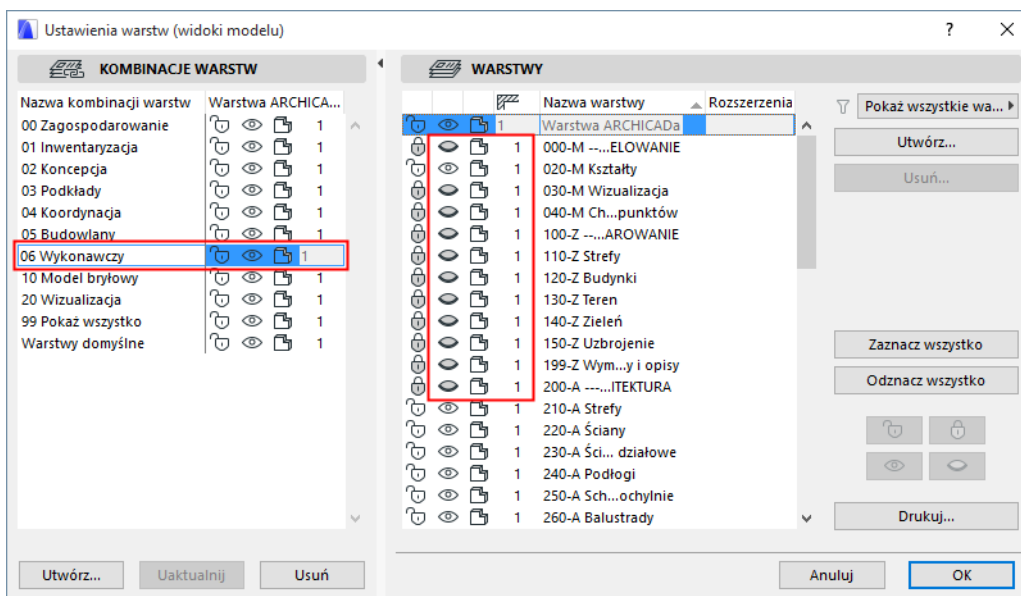 Ustawienia warstw (widoki modelu) ?
KOMBINACJE WARSTW
Nazwa kombinacji warstw Warstwa ARCHICA...
00 Zagospodarowanie 1
01 Inwentaryzacja 1
02 Koncepcja 1
03 Podkłady 1
04 Koordynacja 1
05 Budowlany 1
06 Wykonawczy 1
10 Model bryłowy 1
20 Wizualizacja 1
99 Pokaż wszystko 1
Warstwy domyślne 1
Utwórz... Uaktualnij Usuń
WARSTWY
Nazwa warstwy Rozszerzenia
1 Warstwa ARCHICADa
1 000-M --...ELOWANIE
1 020-M Kształty
1 030-M Wizualizacja
1 040-M Ch...punktów
1 100-Z --...AROWANIE
1 110-Z Strefy
1 120-Z Budynki
1 130-Z Teren
1 140-Z Zieleń
1 150-Z Uzbrojenie
1 199-Z Wym...y i opisy
1 200-A ---...ITEKTURA
1 210-A Strefy
1 220-A Ściany
1 230-A Ści... działowe
1 240-A Podłogi
1 250-A Sch...ochylnie
1 260-A Balustrady
Pokaż wszystkie wa...
Utwórz...
Usuń...
Zaznacz wszystko
Odznacz wszystko
Drukuj...
Anuluj OK